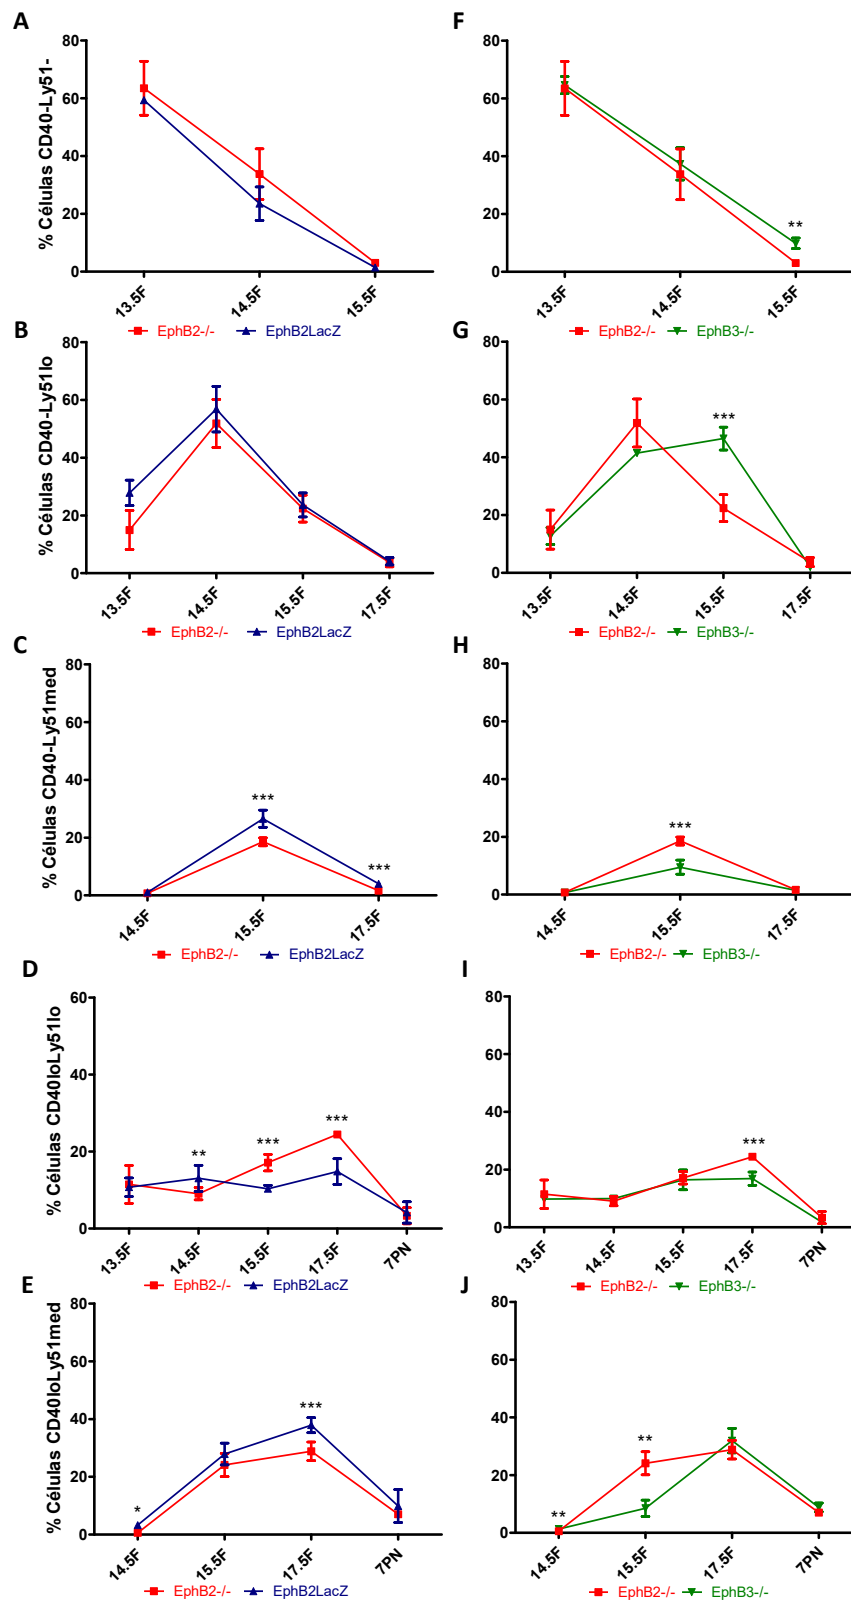 A
% Células CD40-Ly51-
80
60
40
20
0
13.5F
14.5F
15.5F
EphB2-/-
EphB2LacZ
F
80
60
40
20
0
**
13.5F
14.5F
15.5F
EphB2-/-
EphB3-/-
B
% Células CD40-Ly51lo
80
60
40
20
0
13.5F
14.5F
15.5F
17.5F
EphB2-/-
EphB2LacZ
G
80
60
40
20
0
***
13.5F
14.5F
15.5F
17.5F
EphB2-/-
EphB3-/-
C
% Células CD40-Ly51med
80
60
40
20
0
***
***
14.5F
15.5F
17.5F
EphB2-/-
EphB2LacZ
H
80
60
40
20
0
***
14.5F
15.5F
17.5F
EphB2-/-
EphB3-/-
D
% Células CD40loLy51lo
60
40
20
0
**
***
***
13.5F
14.5F
15.5F
17.5F
7PN
EphB2-/-
EphB2LacZ
I
80
60
40
20
0
***
13.5F
14.5F
15.5F
17.5F
7PN
EphB2-/-
EphB3-/-
E
% Células CD40loLy51med
80
60
40
20
0
*
***
14.5F
15.5F
17.5F
7PN
EphB2-/-
EphB2LacZ
J
80
60
40
20
0
**
**
14.5F
15.5F
17.5F
7PN
EphB2-/-
EphB3-/-